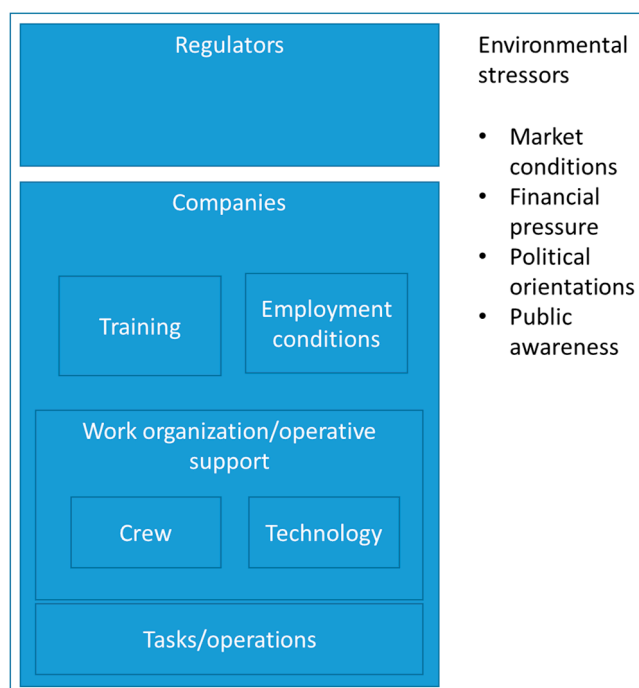 Regulators
Companies
Training
Employment
conditions
Work organization/operative
support
Crew
Technology
Tasks/operations
Environmental
stressors
• Market
conditions
• Financial
pressure
• Political
orientations
• Public
awareness